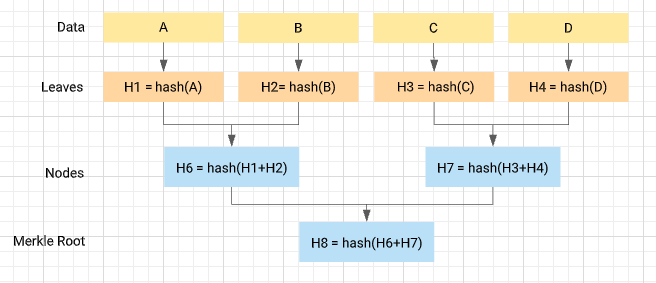 Data A B C D
Leaves H1 = hash(A) H2= hash(B) H3 = hash(C) H4 = hash(D)
Nodes H6 = hash(H1+H2) H7 = hash(H3+H4)
Merkle Root H8 = hash(H6+H7)